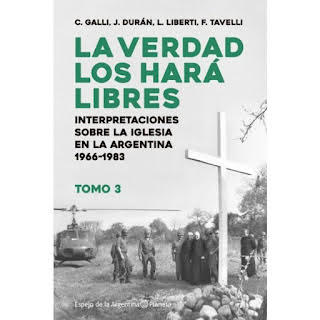 C. GALLI, J. DURÁN, L. LIBERTI, F. TAVELLI
LA VERDAD
LOS HARÁ
LIBRES
INTERPRETACIONES
SOBRE LA IGLESIA
EN LA ARGENTINA
1966-1983
TOMO 3
Espejo de la Argentina Planeta